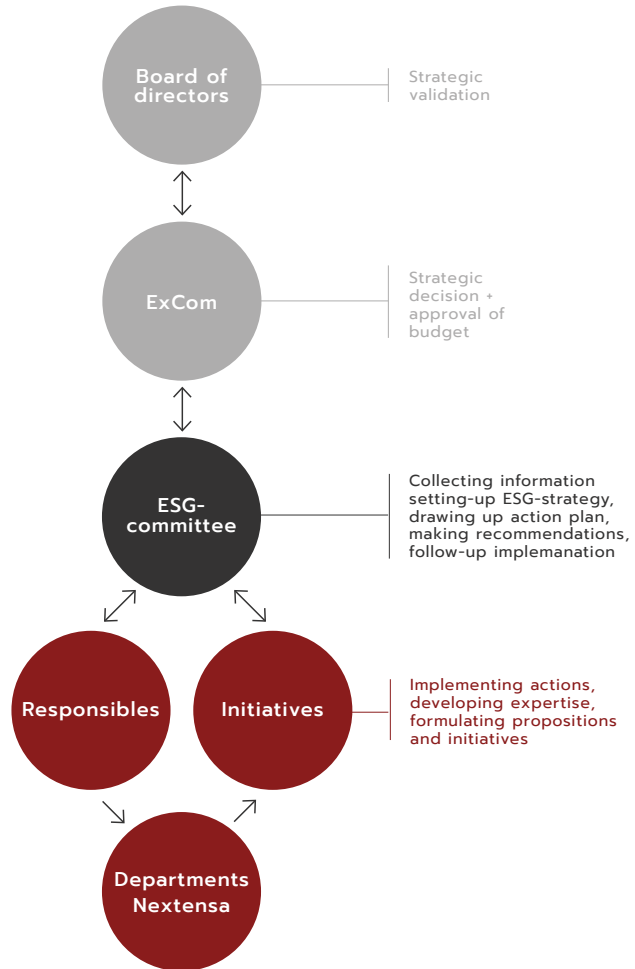 Board of
directors
Strategic
validation
ExCom
Strategic
decision +
approval of
budget
ESG-
committee
Collecting information
setting-up ESG-strategy,
drawing up action plan,
making recommendations,
follow-up implemanation
Responsibles
Initiatives
Implementing actions,
developing expertise,
formulating propositions
and initiatives
Departments
Nextensa